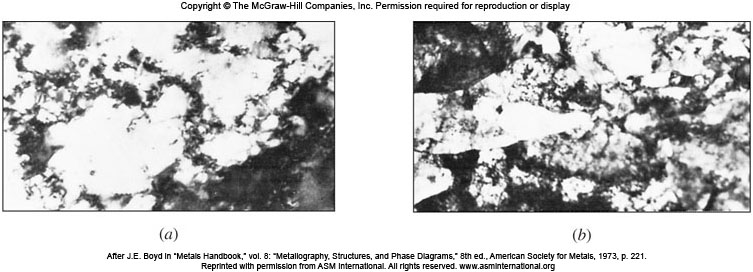 Copyright © The McGraw-Hill Companies, Inc. Permission required for reproduction or display
(a)
(b)
After J.E. Boyd in "Metals Handbook," vol. 8: "Metallography, Structures, and Phase Diagrams," 8th ed., American Society for Metals, 1973, p. 221.
Reprinted with permission from ASM International. All rights reserved. www.asminternational.org